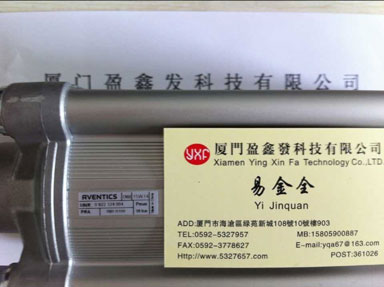 厦门盈鑫发科技有限公司
YXF
厦門盈鑫發科技有限公司
Xiamen Ying Xin Fa Technology Co.,LTD.
易金全
Yi Jinquan
ADD:厦門市海滄區綠苑新城108號10號樓903
TEL:0592-5327957 MB:15805900887
FAX:0592-3778627 E-mail:yqa67@163.com
Http://www.5327657.com POST:361026
AVENTICS